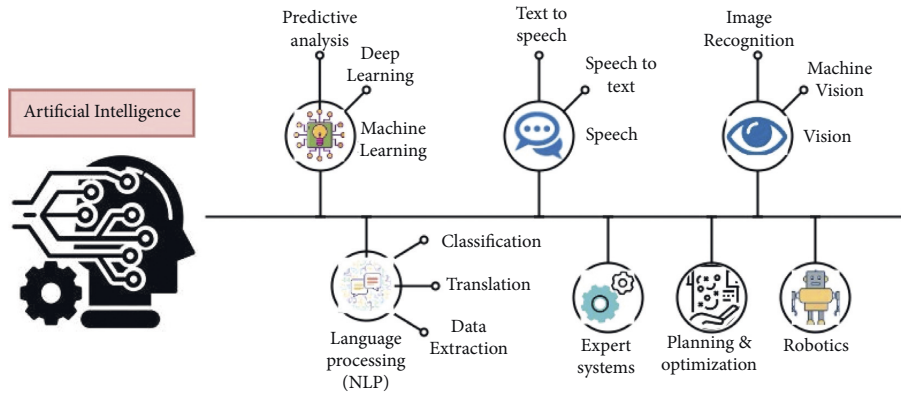 Artificial Intelligence
Predictive
analysis
Deep
Learning
Machine
Learning
Text to
speech
Speech to
text
Speech
Image
Recognition
Machine
Vision
Vision
Classification
Translation
Data
Extraction
Language
processing
(NLP)
Expert
systems
Planning &
optimization
Robotics